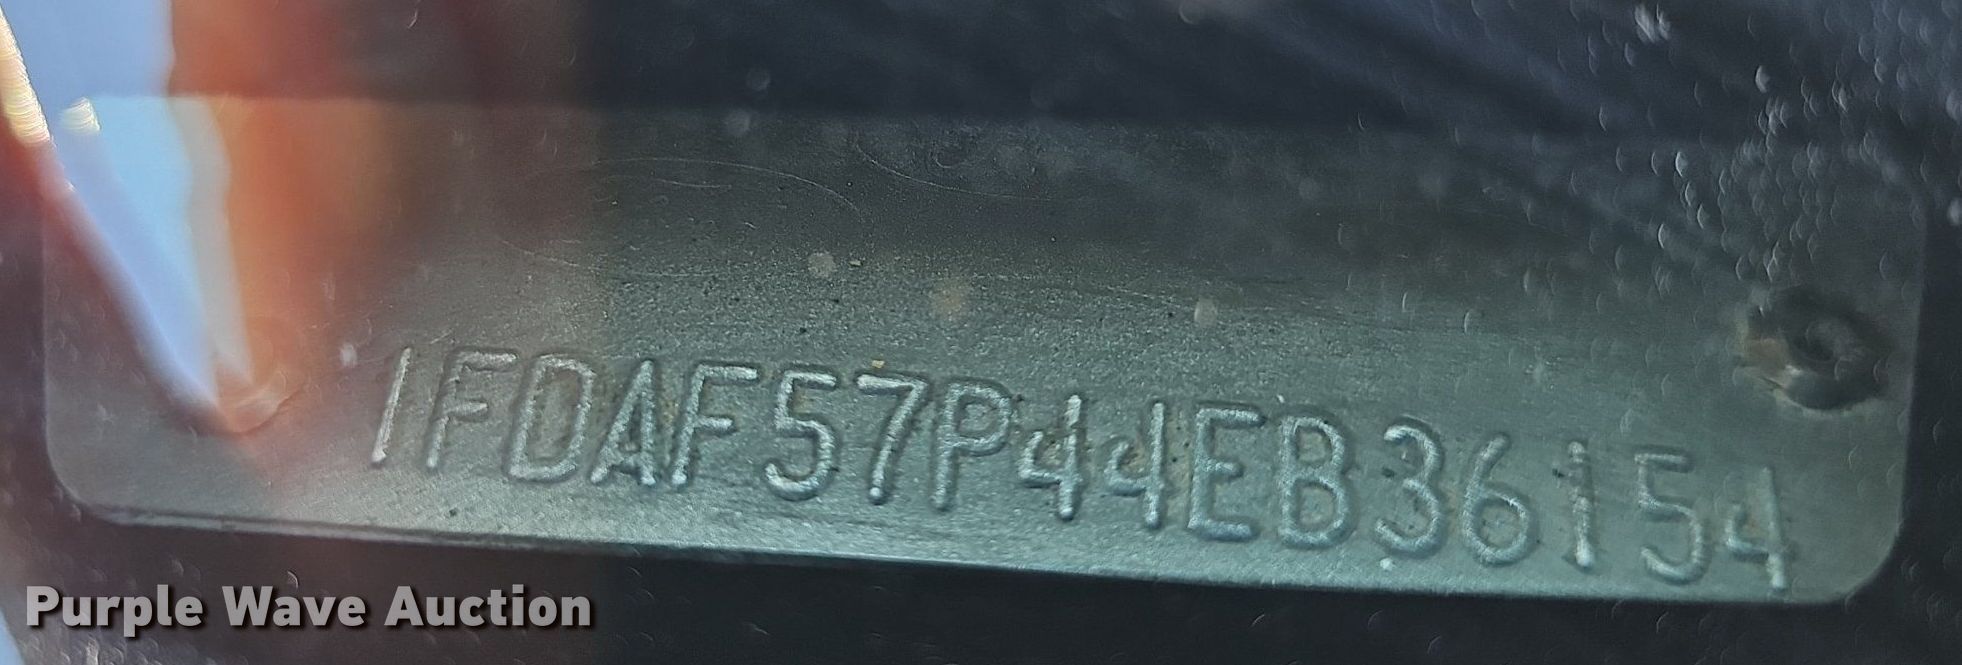 1FDAF57P44EB36154
Purple Wave Auction